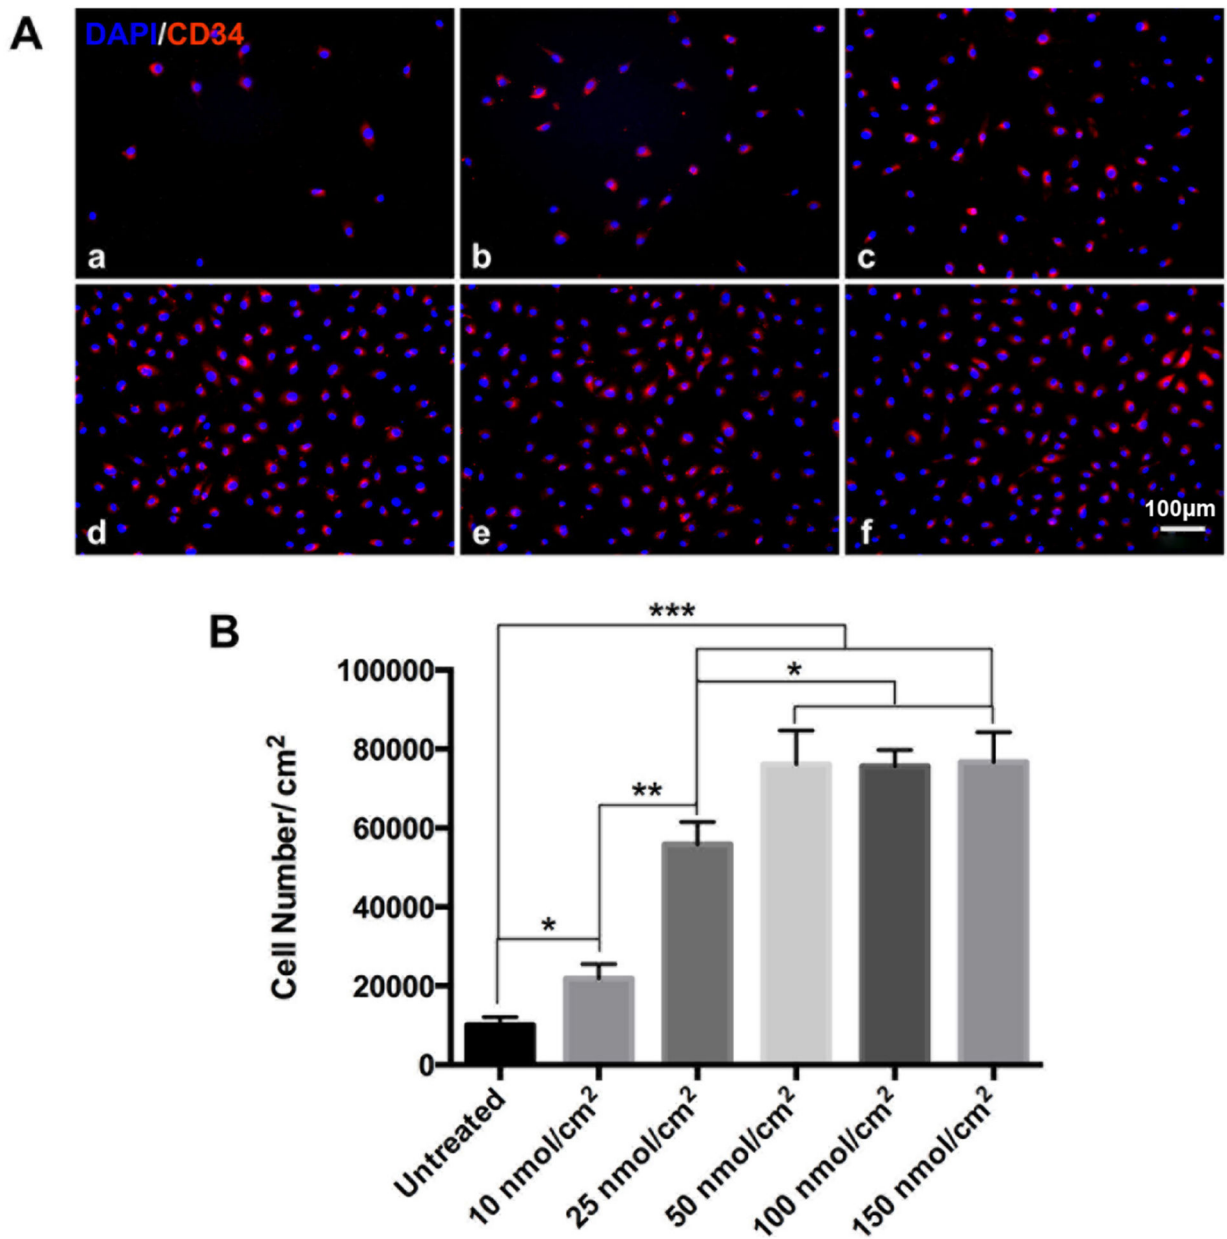 A
DAPI/CD34
a
b
c
d
e
f
100μm
B
***
*
**
*
Cell Number/ cm²
100000
80000
60000
40000
20000
0
Untreated
10 nmol/cm²
25 nmol/cm²
50 nmol/cm²
100 nmol/cm²
150 nmol/cm²